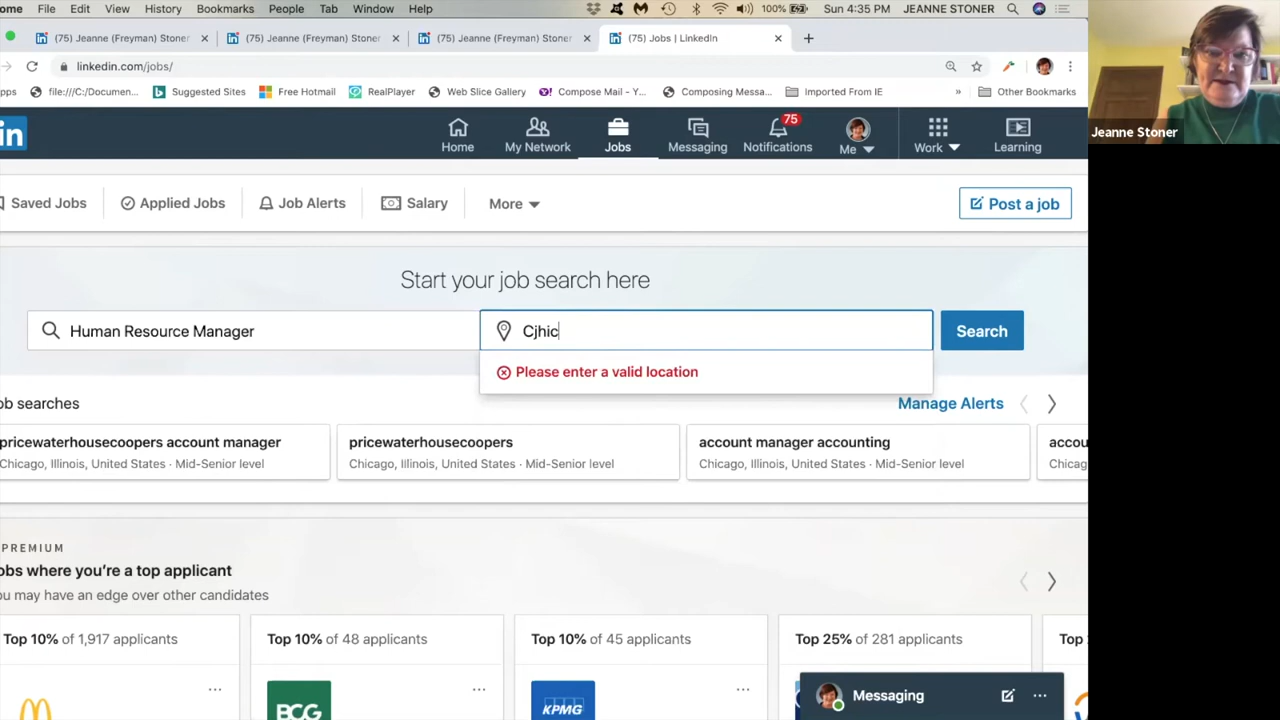 ome File Edit View History Bookmarks People Tab Window Help 100% Sun 4:35 PM JEANNE STONER
(75) Jeanne (Freyman) Stoner (75) Jeanne (Freyman) Stoner (75) Jeanne (Freyman) Stoner (75) Jobs | LinkedIn
linkedin.com/jobs/
pps file:///C:/Documen... Suggested Sites Free Hotmail RealPlayer Web Slice Gallery Compose Mail - Y... Composing Messa... Imported From IE » Other Bookmarks
in Home My Network Jobs Messaging 75 Notifications Me Work Learning
Saved Jobs Applied Jobs Job Alerts Salary More Post a job
Jeanne Stoner
Start your job search here
Human Resource Manager Cjhic Search
Please enter a valid location
ob searches Manage Alerts
pricewaterhousecoopers account manager pricewaterhousecoopers account manager accounting accou
Chicago, Illinois, United States · Mid-Senior level Chicago, Illinois, United States · Mid-Senior level Chicago, Illinois, United States · Mid-Senior level Chicag
PREMIUM
obs where you're a top applicant
ou may have an edge over other candidates
Top 10% of 1,917 applicants Top 10% of 48 applicants Top 10% of 45 applicants Top 25% of 281 applicants Top
BCG KPMG
Messaging